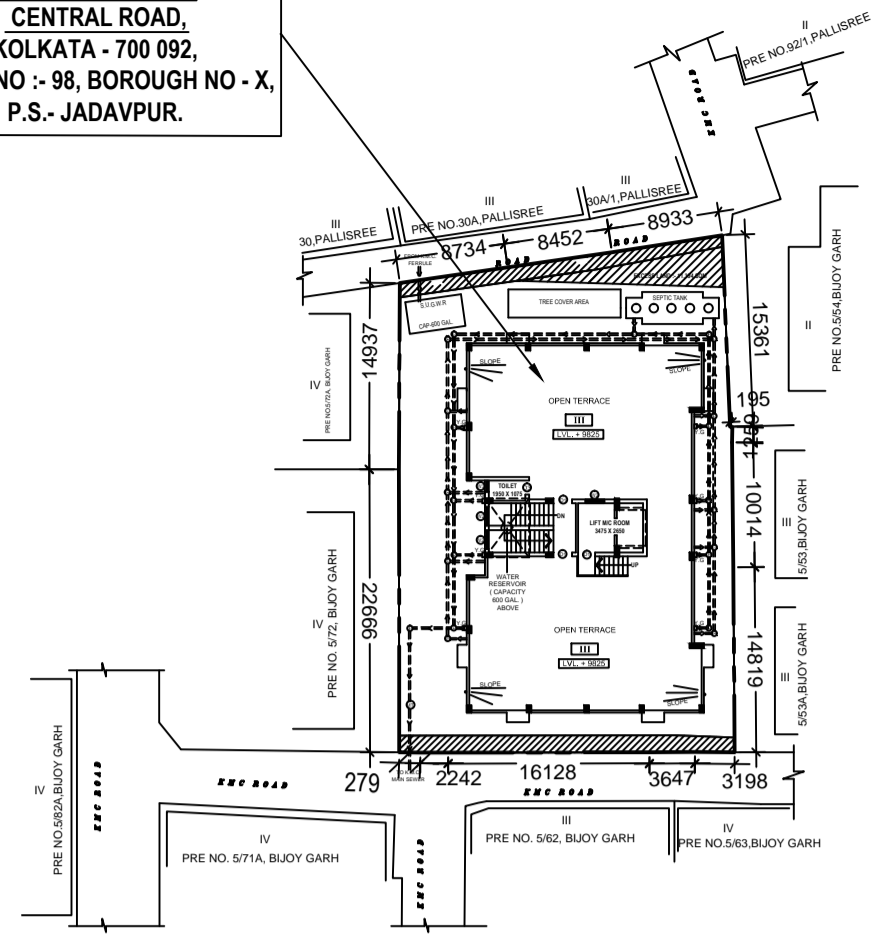 CENTRAL ROAD,
KOLKATA - 700 092,
NO :- 98, BOROUGH NO - X,
P.S.- JADAVPUR.
II
PRE NO.92/1,PALLISREE
KMC ROAD
III
30,PALLISREE
III
PRE NO.30A,PALLISREE
III
30A/1,PALLISREE
8734
8452
8933
ROAD
ROAD
FERRULE
S.U.G.W.R
CAP-600 GAL.
TREE COVER AREA
SEPTIC TANK
II
PRE NO.5/54,BIJOY GARH
15361
14937
IV
PRE NO.5/72A, BIJOY GARH
SLOPE
SLOPE
OPEN TERRACE
III
LVL. + 9825
195
Y.G
Y.G
TOILET
1950 X 1075
DN
LIFT M/C ROOM
3475 X 2650
UP
Y.G
Y.G
Y.G
10014
III
5/53,BIJOY GARH
WATER
RESERVOIR
( CAPACITY
600 GAL. )
ABOVE
22666
IV
PRE NO. 5/72, BIJOY GARH
Y.G
Y.G
OPEN TERRACE
III
LVL. + 9825
14819
III
5/53A,BIJOY GARH
SLOPE
SLOPE
279
MAIN SEWER
2242
16128
3647
3198
KMC ROAD
KMC ROAD
IV
PRE NO.5/82A,BIJOY GARH
KMC ROAD
IV
PRE NO. 5/71A, BIJOY GARH
KMC ROAD
III
PRE NO. 5/62, BIJOY GARH
IV
PRE NO.5/63,BIJOY GARH